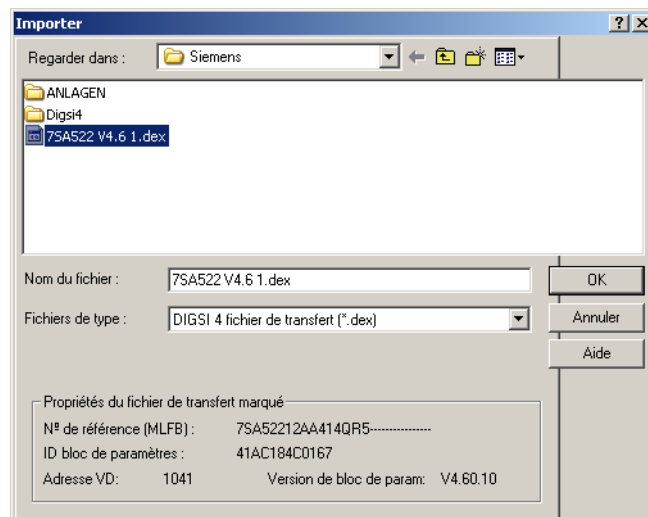 Importer
Regarder dans :
Siemens
ANLAGEN
Digsi4
7SA522 V4.6 1.dex
Nom du fichier :
7SA522 V4.6 1.dex
OK
Fichiers de type :
DIGSI 4 fichier de transfert (*.dex)
Annuler
Aide
Propriétés du fichier de transfert marqué
Nº de référence (MLFB) : 7SA52212AA414QR5---------------
ID bloc de paramètres : 41AC184C0167
Adresse VD: 1041 Version de bloc de param: V4.60.10